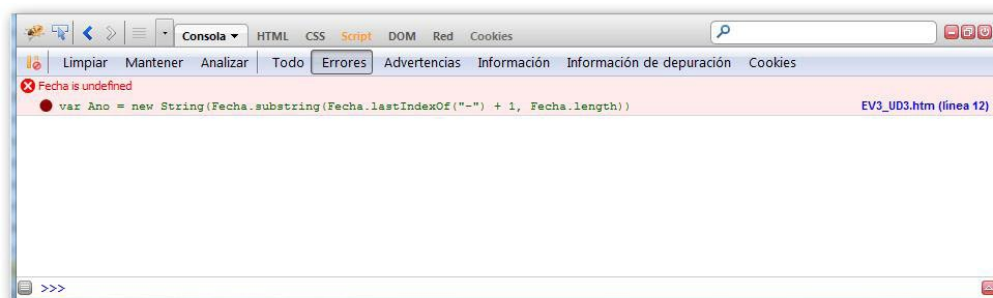 Consola HTML CSS Script DOM Red Cookies
Limpiar Mantener Analizar Todo Errores Advertencias Información Información de depuración Cookies
Fecha is undefined
var Ano = new String(Fecha.substring(Fecha.lastIndexOf("-") + 1, Fecha.length)) EV3_UD3.htm (línea 12)
>>>